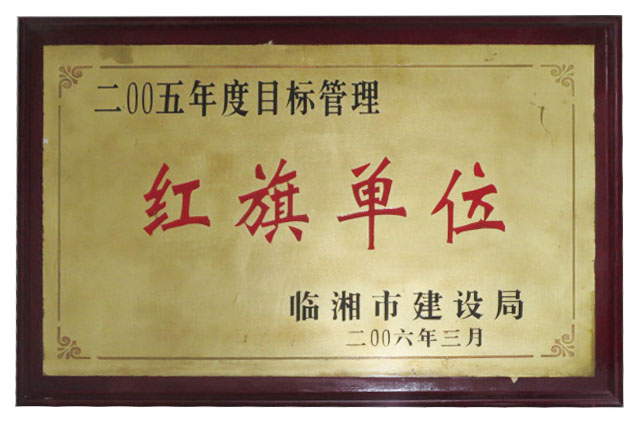 二00五年度目标管理
红旗单位
临湘市建设局
二00六年三月